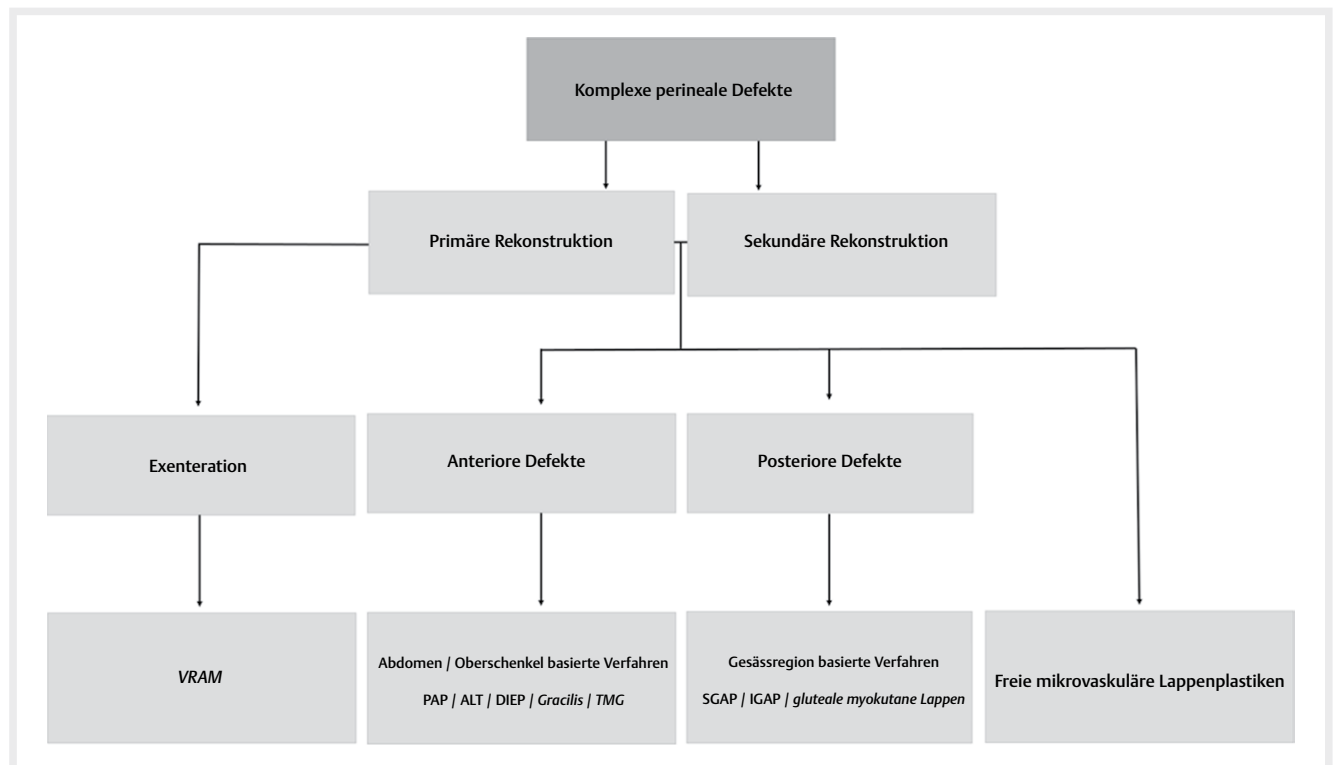 Komplexe perineale Defekte
Primäre Rekonstruktion
Sekundäre Rekonstruktion
Exenteration
Anteriore Defekte
Posteriore Defekte
VRAM
Abdomen / Oberschenkel basierte Verfahren
PAP / ALT / DIEP / Gracilis / TMG
Gesässregion basierte Verfahren
SGAP / IGAP / gluteale myokutane Lappen
Freie mikrovaskuläre Lappenplastiken